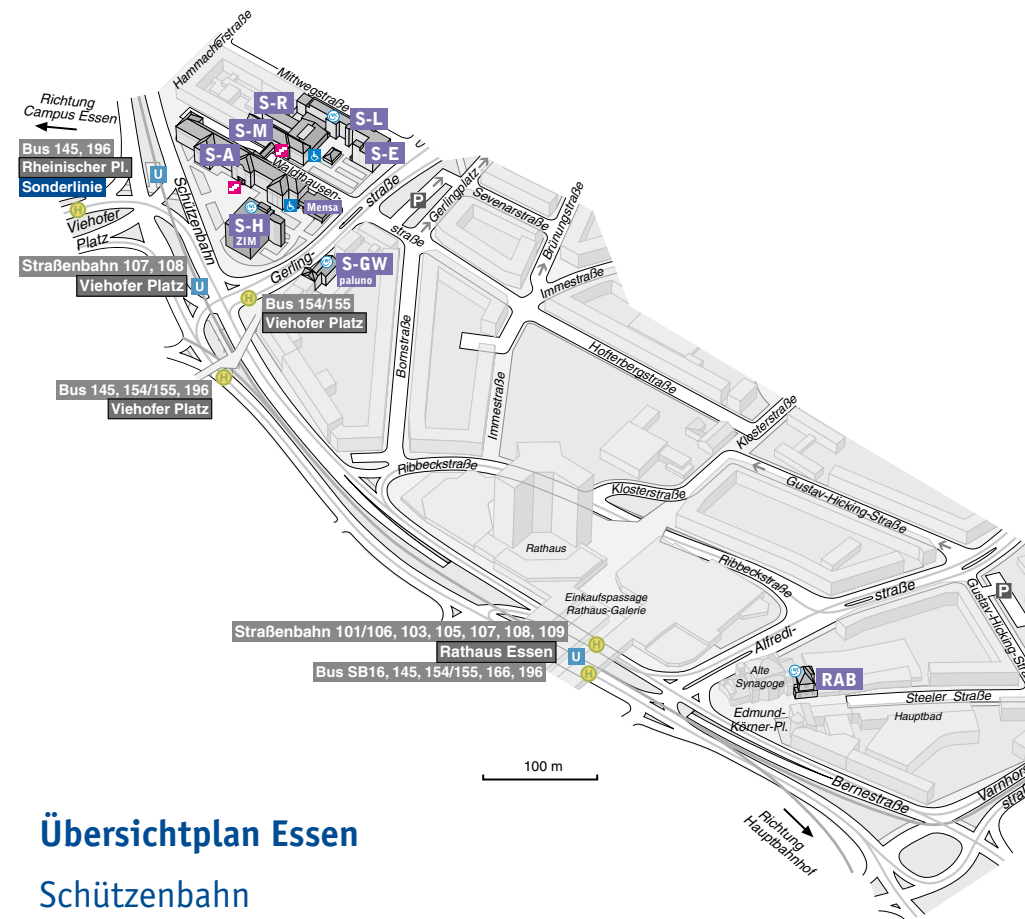 Hammacherstraße
Mittwegstraße
Richtung
Campus Essen
S-R
S-L
S-M
S-E
S-A
Bus 145, 196
Rheinischer Pl.
Sonderlinie
U
Waldthausen
straße
Schützenbahn
P
Gerlingplatz
Sevenarstraße
Mensa
H
Viehofer
Platz
S-H
ZIM
Gerling-
straße
Brünungstraße
S-GW
paluno
Immestraße
Straßenbahn 107, 108
Viehofer Platz
U
H
Bus 154/155
Viehofer Platz
Bornstraße
Hofterbergstraße
Immestraße
H
Bus 145, 154/155, 196
Viehofer Platz
Klosterstraße
Ribbeckstraße
Klosterstraße
Gustav-Hicking-Straße
Rathaus
Ribbeckstraße
Einkaufspassage
Rathaus-Galerie
straße
P
Gustav-Hicking-Str
Straßenbahn 101/106, 103, 105, 107, 108, 109
H
Rathaus Essen
U
Bus SB16, 145, 154/155, 166, 196
H
Alfredi-
Alte
Synagoge
RAB
Steeler Straße
Edmund-
Körner-Pl.
Hauptbad
100 m
Bernestraße
Varnhorst
straß
Richtung
Hauptbahnhof
Übersichtplan Essen
Schützenbahn